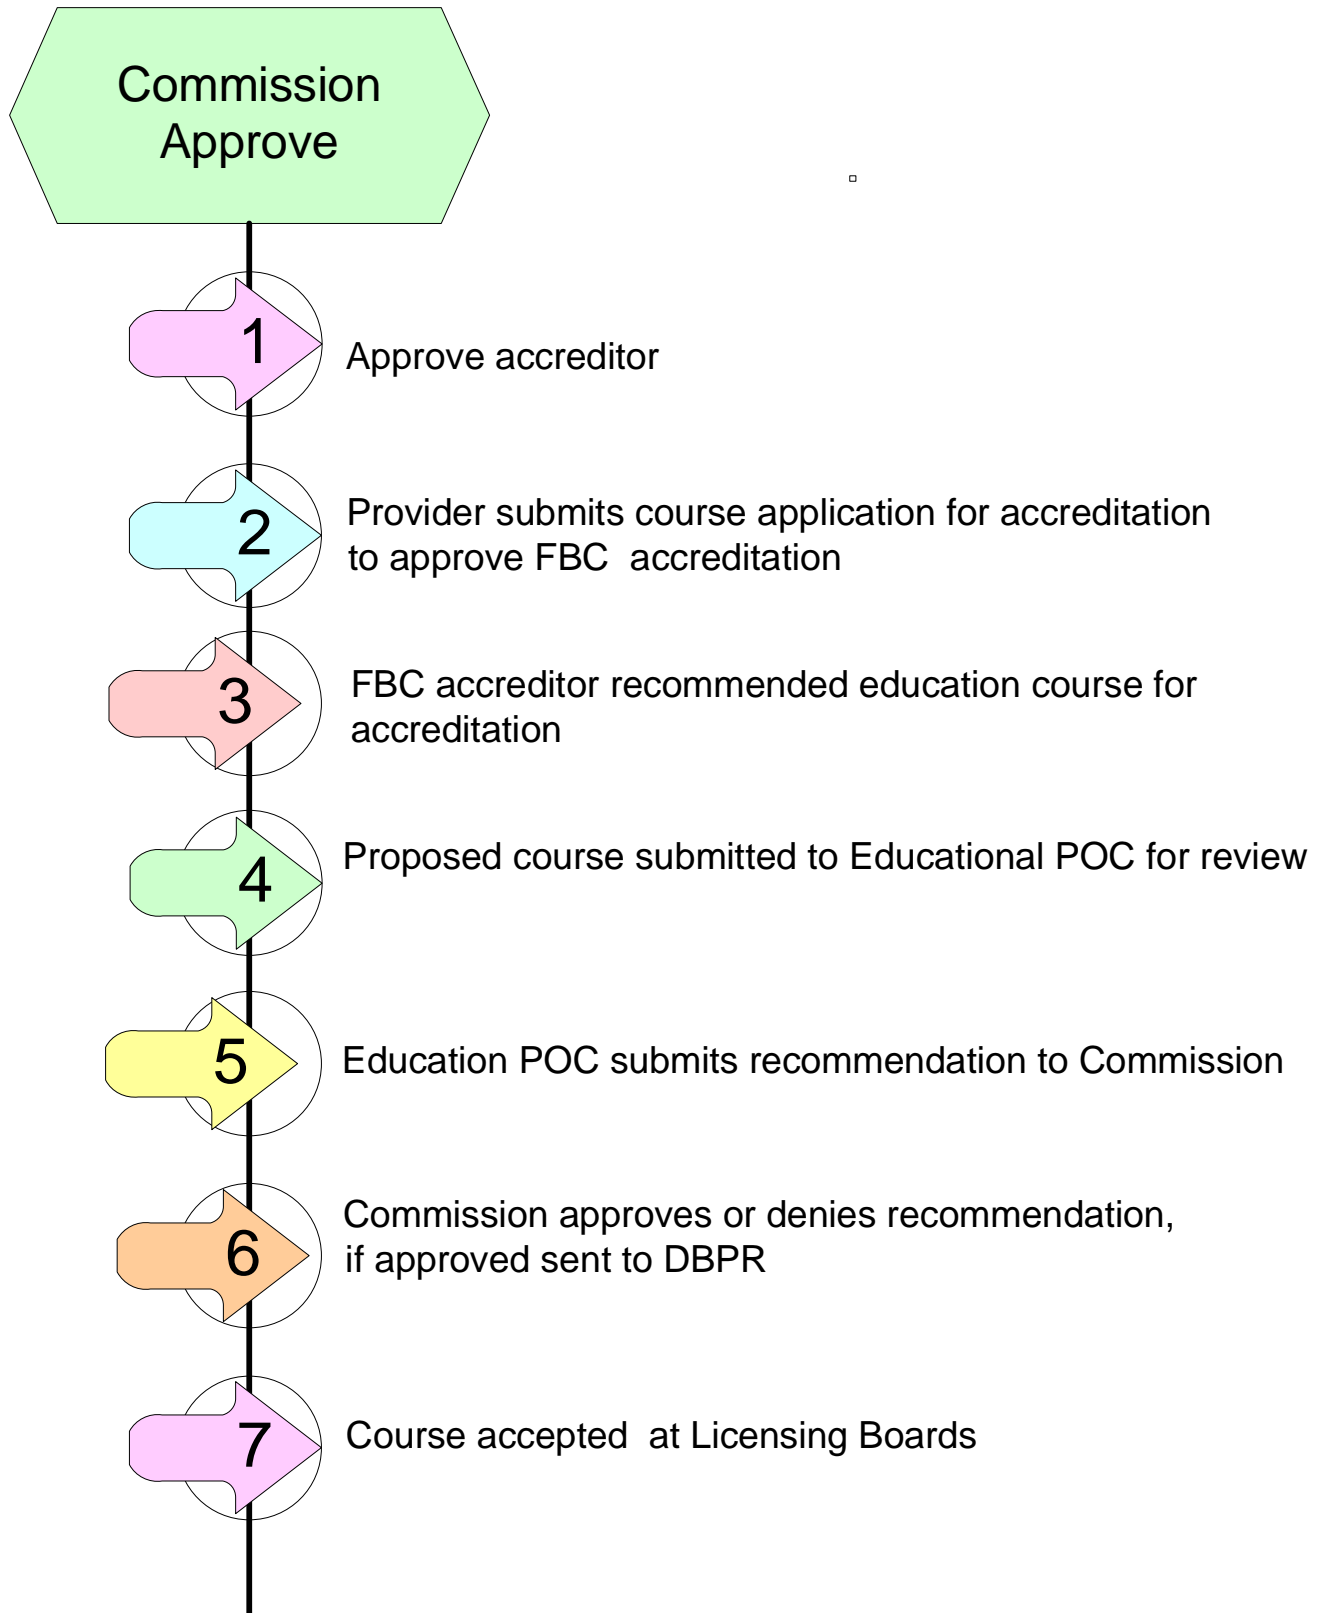 Commission
Approve
1
Approve accreditor
2
Provider submits course application for accreditation
to approve FBC  accreditation
3
FBC accreditor recommended education course for
accreditation
4
Proposed course submitted to Educational POC for review
5
Education POC submits recommendation to Commission
6
Commission approves or denies recommendation,
if approved sent to DBPR
7
Course accepted  at Licensing Boards